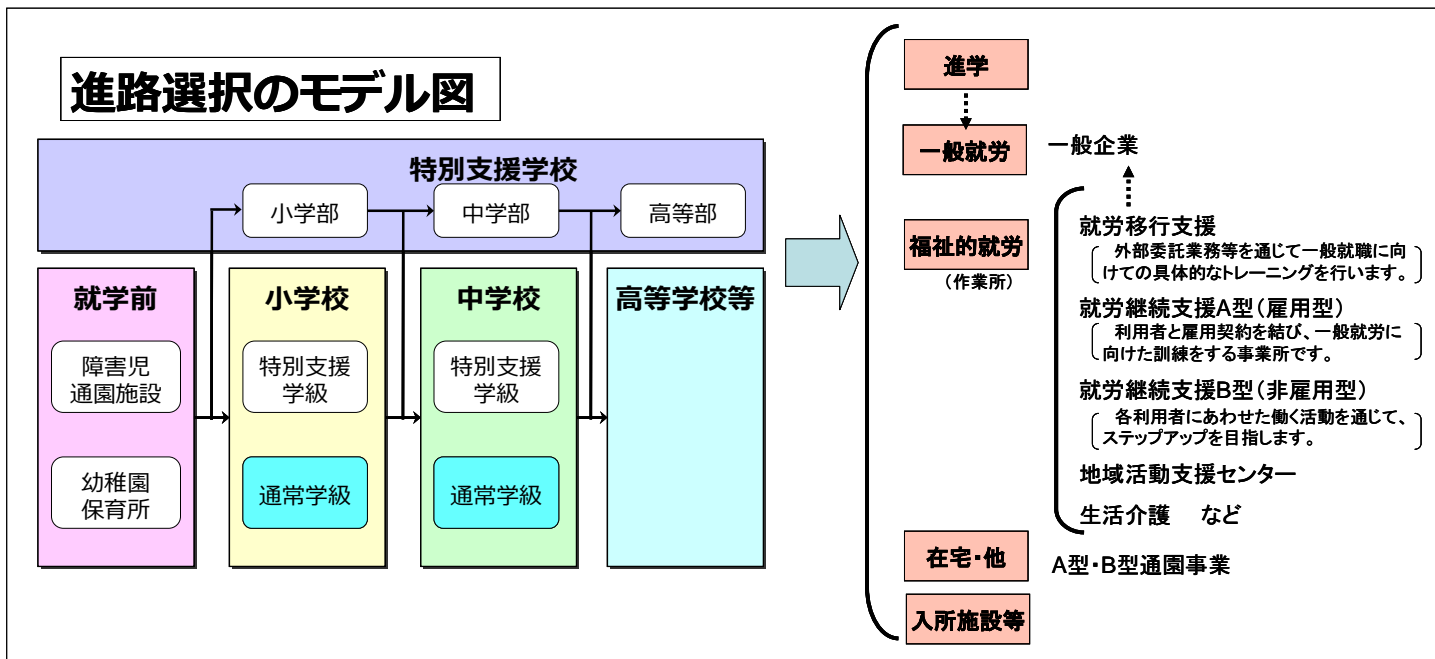 進路選択のモデル図
特別支援学校
小学部
中学部
高等部
就学前
障害児
通園施設
幼稚園
保育所
小学校
特別支援
学級
通常学級
中学校
特別支援
学級
通常学級
高等学校等
進学
一般就労
一般企業
福祉的就労
(作業所)
就労移行支援
外部委託業務等を通じて一般就職に向
けての具体的なトレーニングを行います。
就労継続支援A型(雇用型)
利用者と雇用契約を結び、一般就労に
向けた訓練をする事業所です。
就労継続支援B型(非雇用型)
各利用者にあわせた働く活動を通じて、
ステップアップを目指します。
地域活動支援センター
生活介護 など
在宅・他
A型・B型通園事業
入所施設等